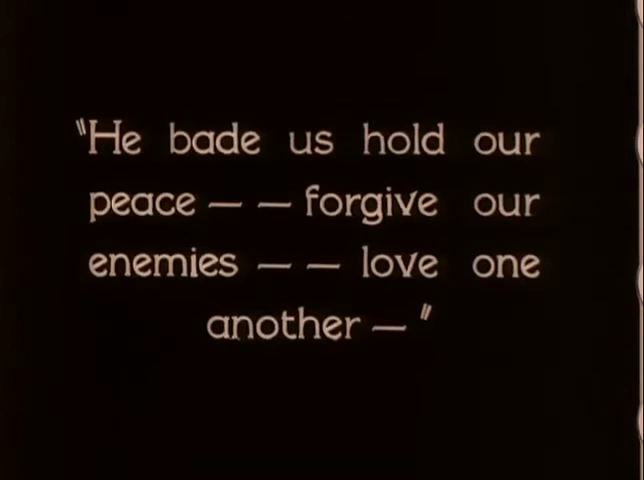 "He bade us hold our
peace — — forgive our
enemies — — love one
another — "